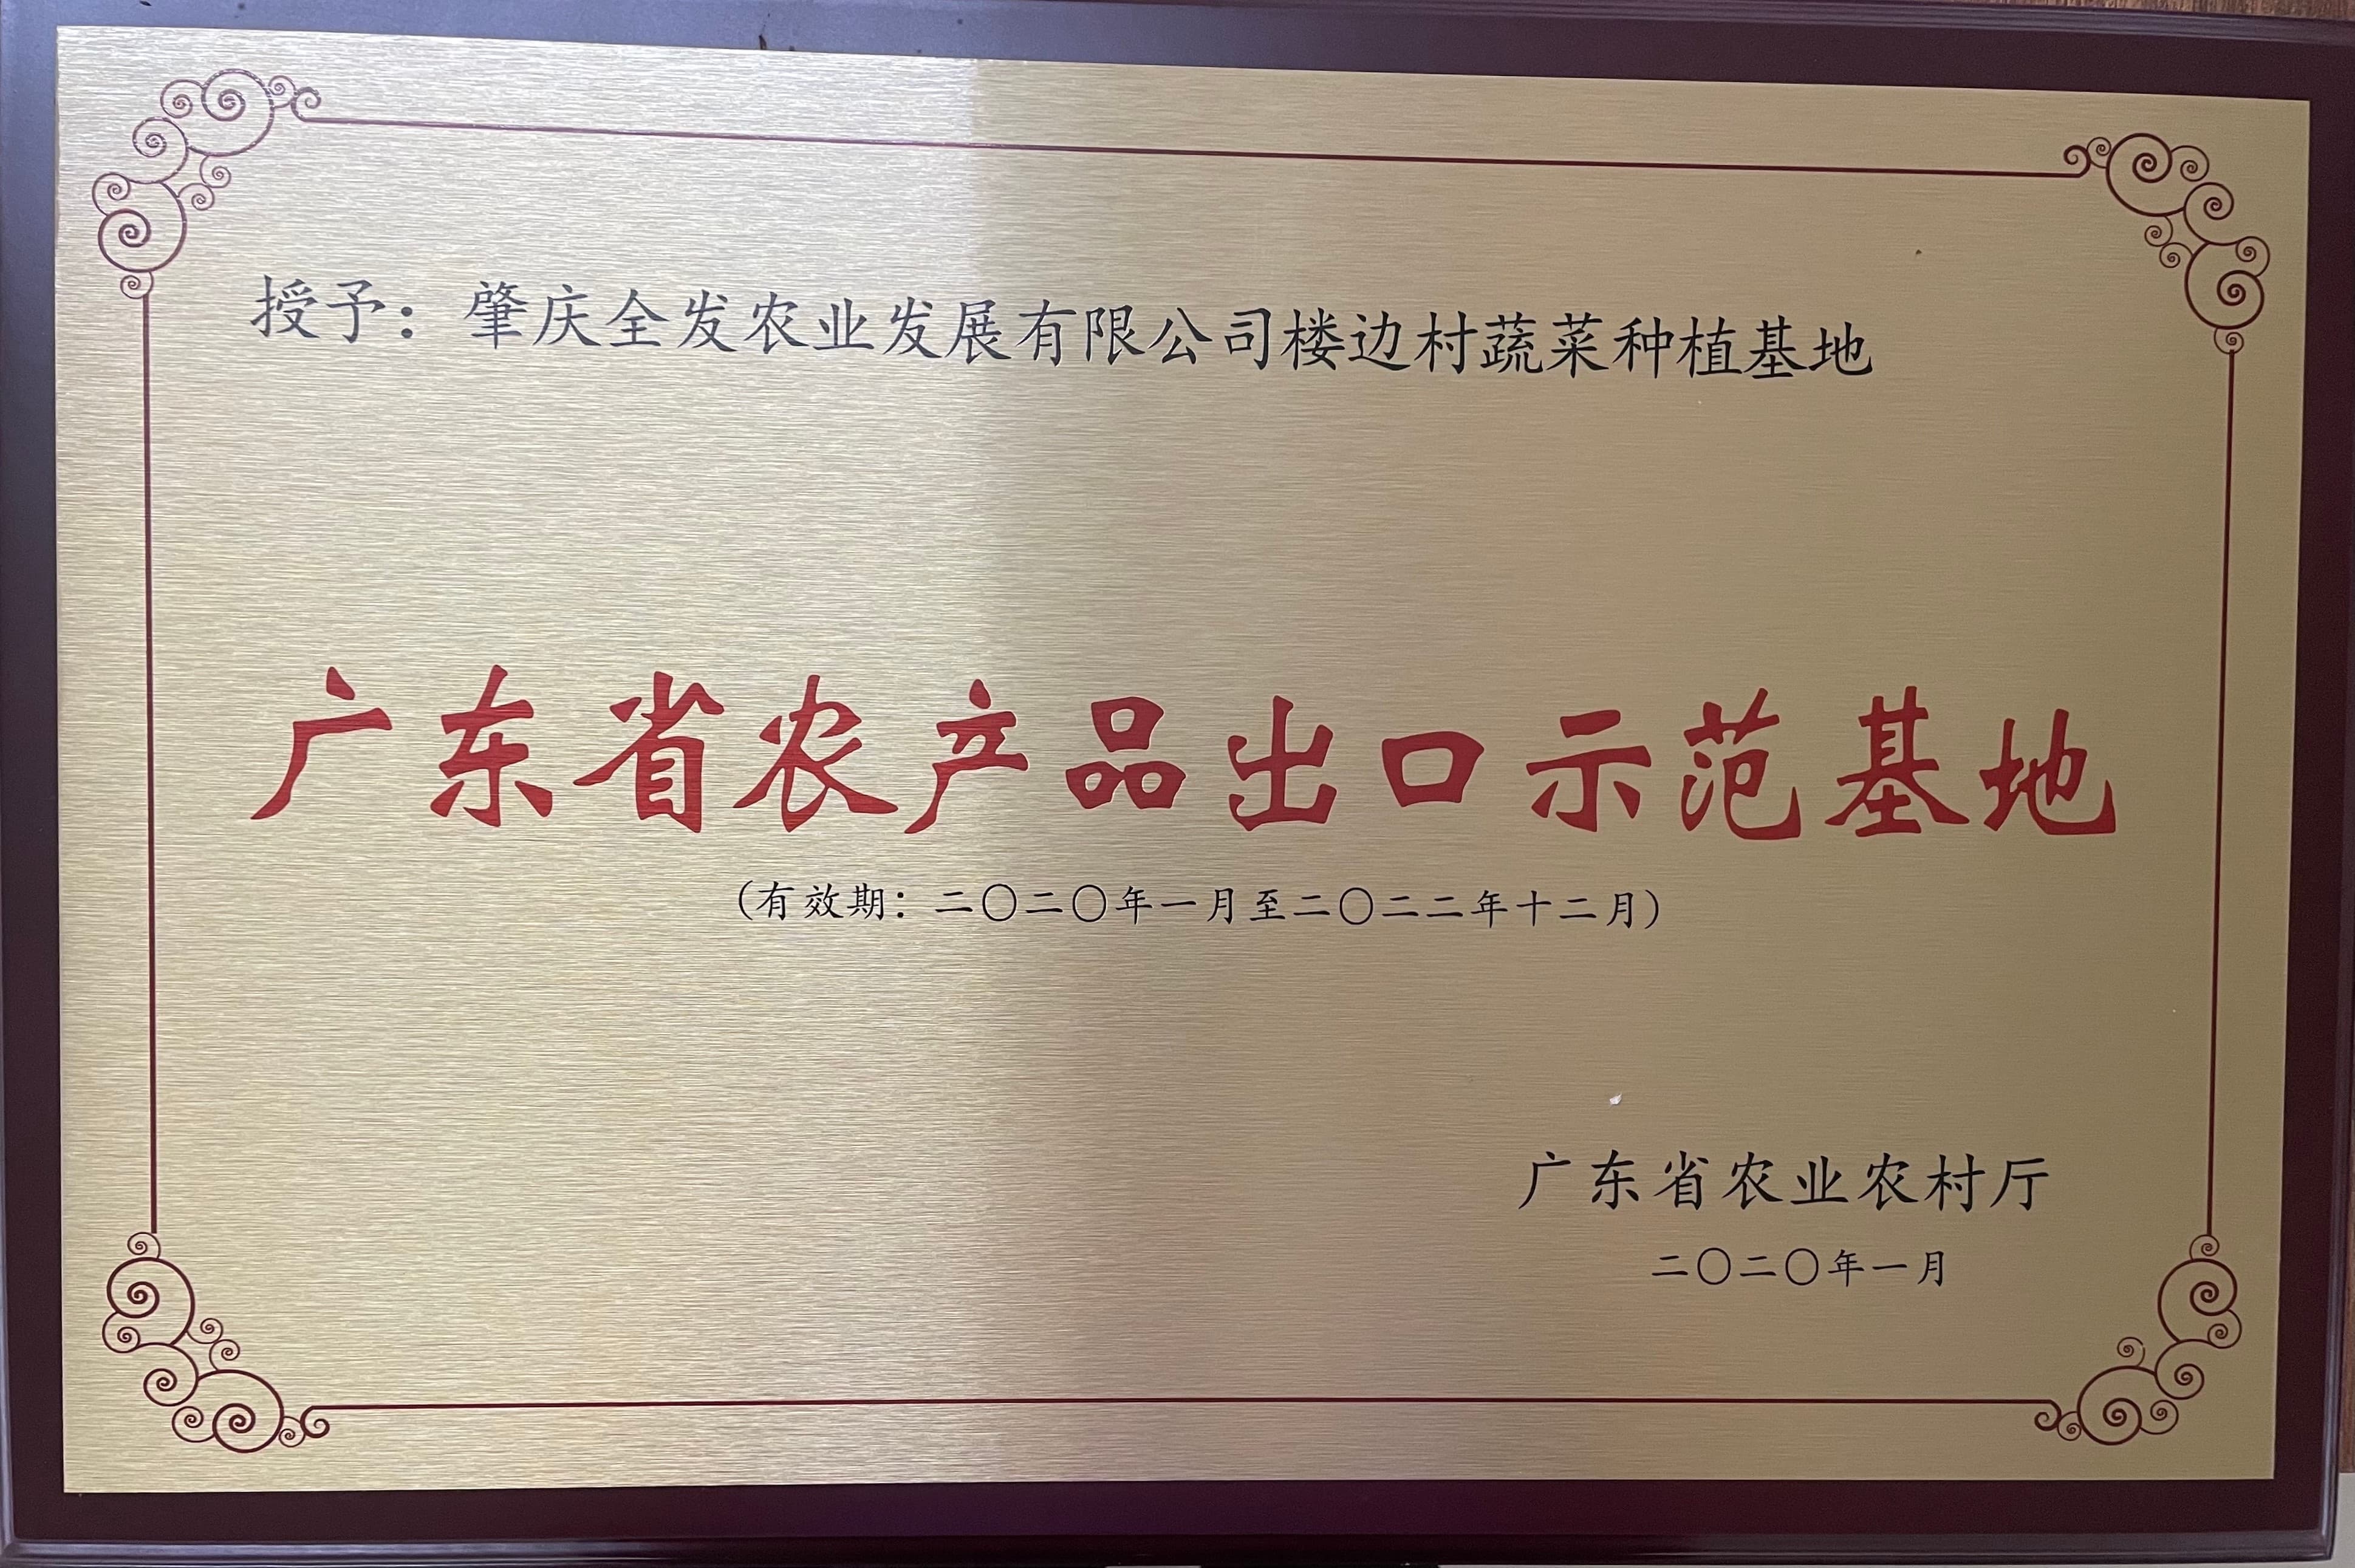 授予：肇庆全发农业发展有限公司楼边村蔬菜种植基地
广东省农产品出口示范基地
(有效期：二〇二〇年一月至二〇二二年十二月)
广东省农业农村厅
二〇二〇年一月